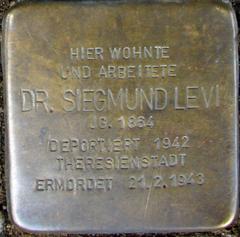 HIER WOHNTE
UND ARBEITETE
DR. SIEGMUND LEVI
JG. 1864
DEPORTIERT 1942
THERESIENSTADT
ERMORDET 21.2.1943